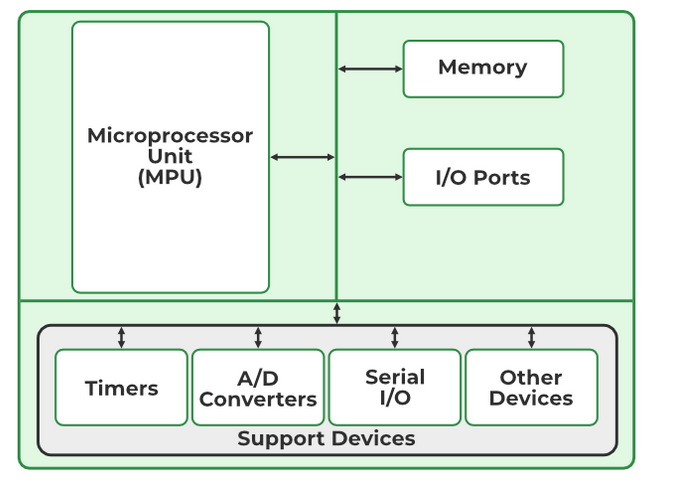 Microprocessor
Unit
(MPU)
Memory
I/O Ports
Timers
A/D
Converters
Serial
I/O
Other
Devices
Support Devices